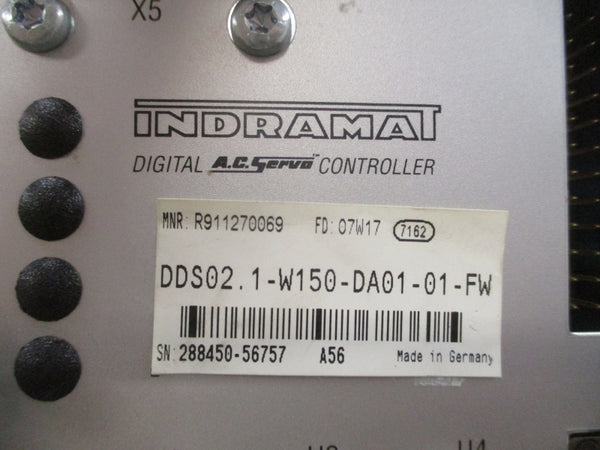 X5
INDRAMAT
DIGITAL A.C. Servo™ CONTROLLER
MNR: R911270069 FD: 07W17 7162
DDS02.1-W150-DA01-01-FW
SN: 288450-56757 A56 Made in Germany